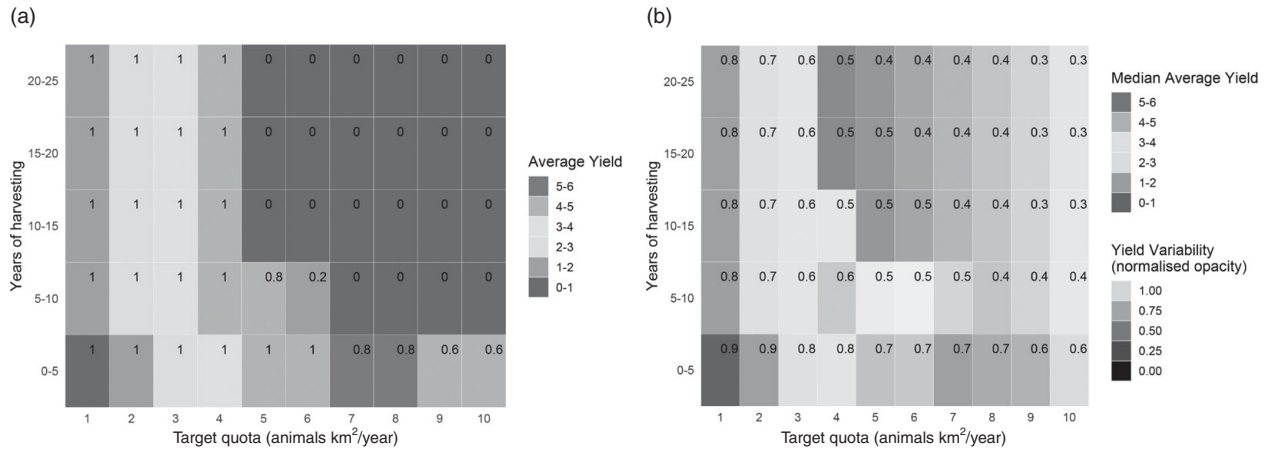 (a)
Years of harvesting
20-25
1 1 1 1 0 0 0 0 0 0
15-20
1 1 1 1 0 0 0 0 0 0
10-15
1 1 1 1 0 0 0 0 0 0
5-10
1 1 1 1 0.8 0.2 0 0 0 0
0-5
1 1 1 1 1 1 0.8 0.8 0.6 0.6
1 2 3 4 5 6 7 8 9 10
Target quota (animals km²/year)
Average Yield
5-6
4-5
3-4
2-3
1-2
0-1
(b)
Years of harvesting
20-25
0.8 0.7 0.6 0.5 0.4 0.4 0.4 0.4 0.3 0.3
15-20
0.8 0.7 0.6 0.5 0.5 0.4 0.4 0.4 0.3 0.3
10-15
0.8 0.7 0.6 0.5 0.5 0.5 0.4 0.4 0.3 0.3
5-10
0.8 0.7 0.6 0.6 0.5 0.5 0.5 0.4 0.4 0.4
0-5
0.9 0.9 0.8 0.8 0.7 0.7 0.7 0.7 0.6 0.6
1 2 3 4 5 6 7 8 9 10
Target quota (animals km²/year)
Median Average Yield
5-6
4-5
3-4
2-3
1-2
0-1
Yield Variability
(normalised opacity)
1.00
0.75
0.50
0.25
0.00